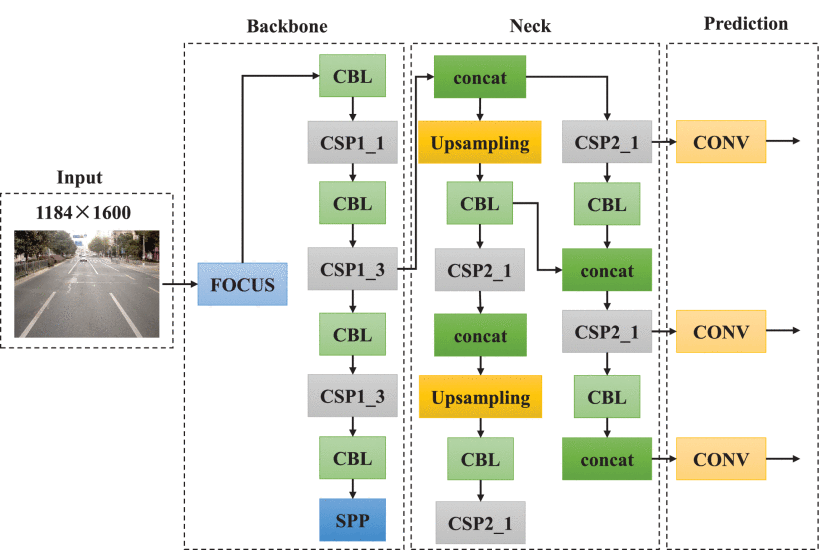 Backbone
Neck
Prediction
Input
1184×1600
FOCUS
CBL
CSP1_1
CBL
CSP1_3
CBL
CSP1_3
CBL
SPP
concat
Upsampling
CBL
CSP2_1
concat
Upsampling
CBL
CSP2_1
CSP2_1
CBL
concat
CSP2_1
CBL
concat
CONV
CONV
CONV